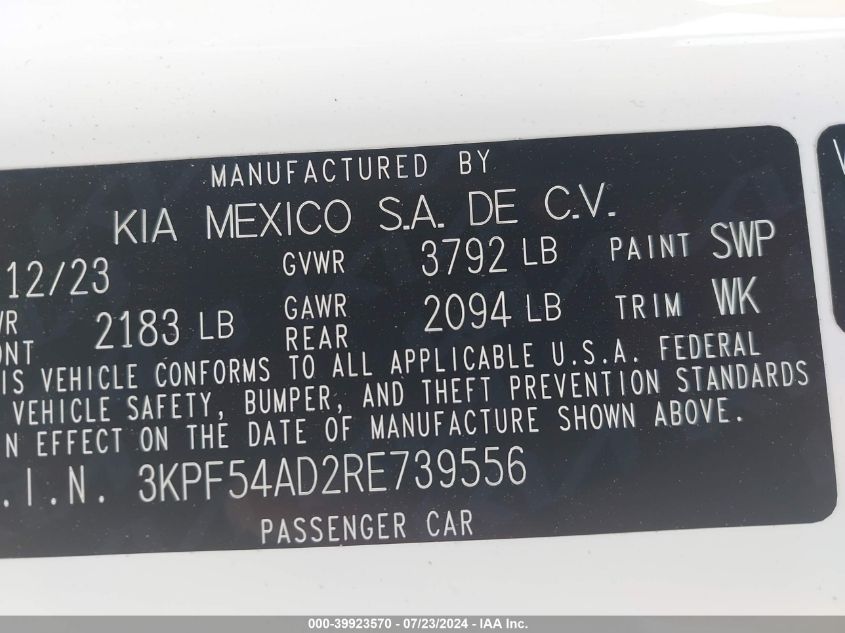 MANUFACTURED BY
KIA MEXICO S.A. DE C.V.
12/23 GVWR 3792 LB PAINT SWP
WR 2183 LB GAWR REAR 2094 LB TRIM WK
ONT
IS VEHICLE CONFORMS TO ALL APPLICABLE U.S.A. FEDERAL
VEHICLE SAFETY, BUMPER, AND THEFT PREVENTION STANDARDS
N EFFECT ON THE DATE OF MANUFACTURE SHOWN ABOVE.
.I.N. 3KPF54AD2RE739556
PASSENGER CAR
000-39923570 - 07/23/2024 - IAA Inc.